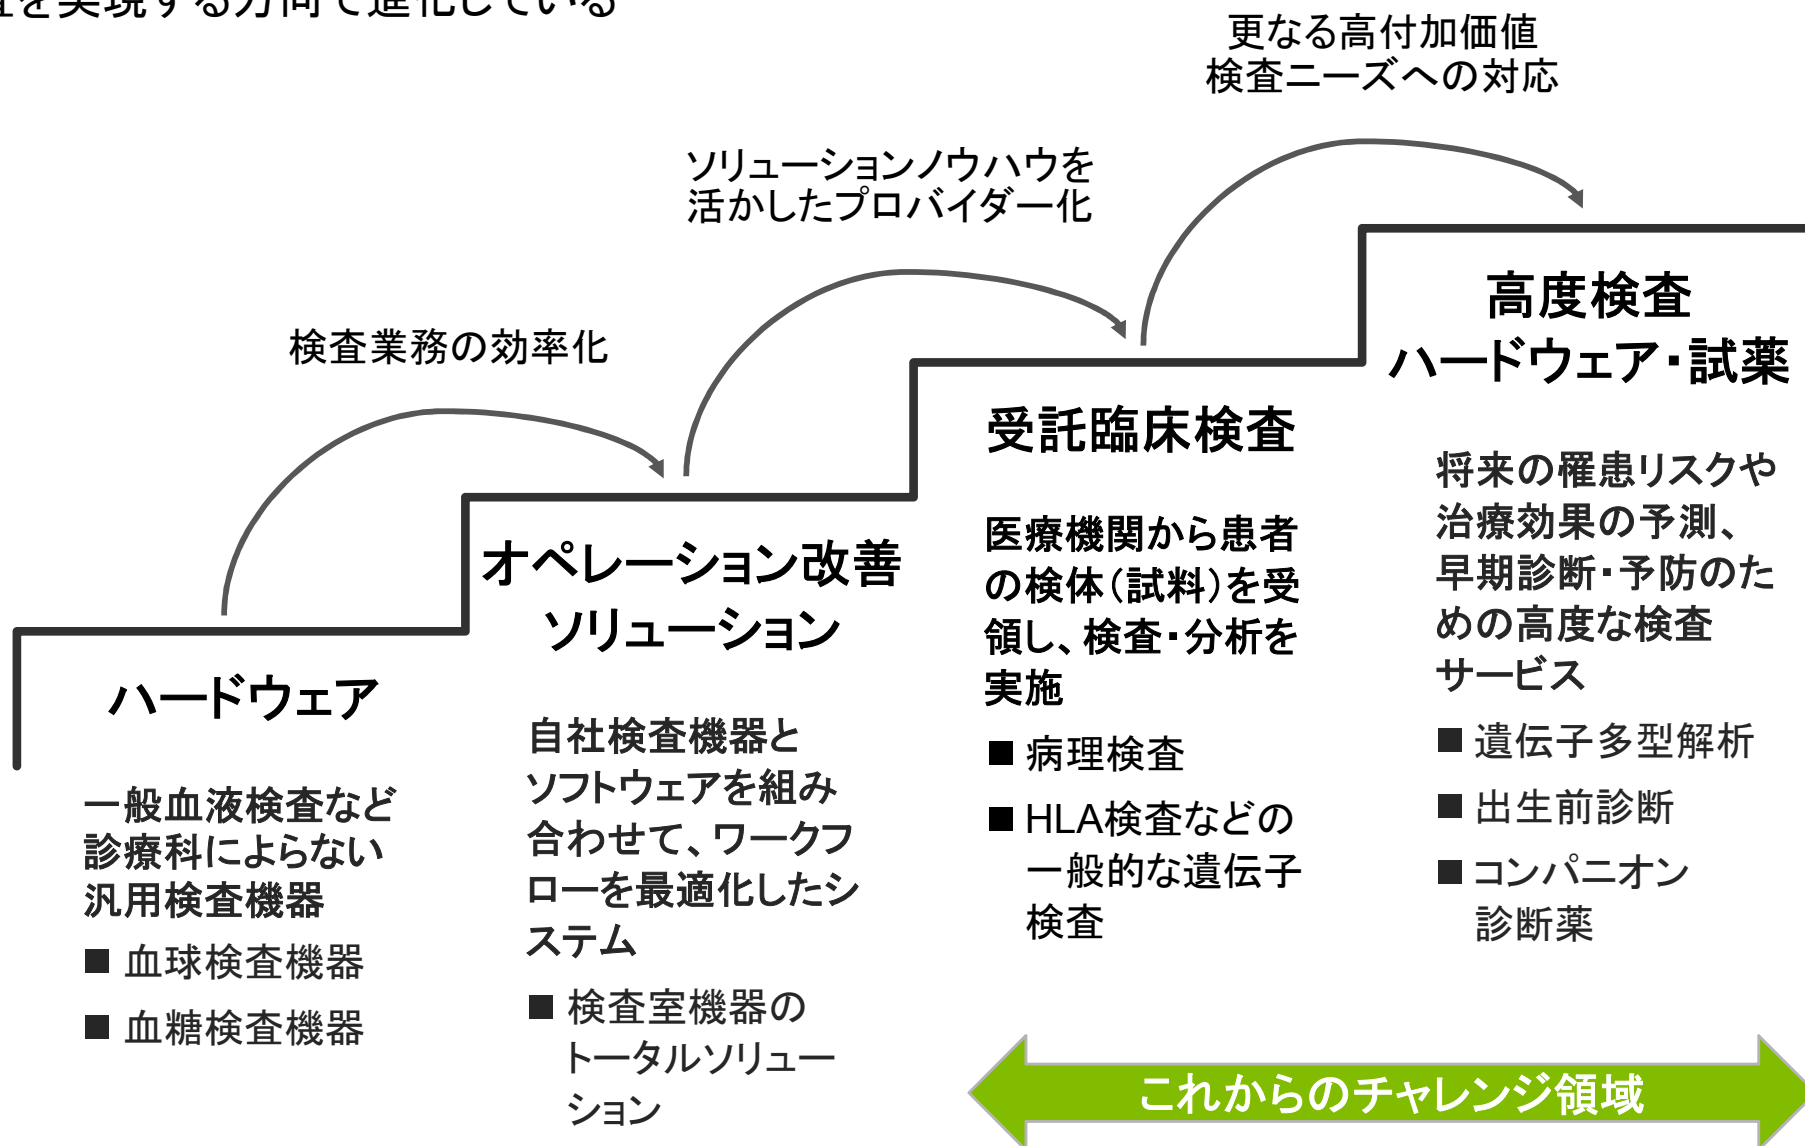 を実現する方向で進化している
更なる高付加価値
検査ニーズへの対応
ソリューションノウハウを
活かしたプロバイダー化
検査業務の効率化
ハードウェア
一般血液検査など
診療科によらない
汎用検査機器
■ 血球検査機器
■ 血糖検査機器
オペレーション改善
ソリューション
自社検査機器と
ソフトウェアを組み
合わせて、ワークフ
ローを最適化したシ
ステム
■ 検査室機器の
トータルソリュー
ション
受託臨床検査
医療機関から患者
の検体（試料）を受
領し、検査・分析を
実施
■ 病理検査
■ HLA検査などの
一般的な遺伝子
検査
高度検査
ハードウェア・試薬
将来の罹患リスクや
治療効果の予測、
早期診断・予防のた
めの高度な検査
サービス
■ 遺伝子多型解析
■ 出生前診断
■ コンパニオン
診断薬
これからのチャレンジ領域